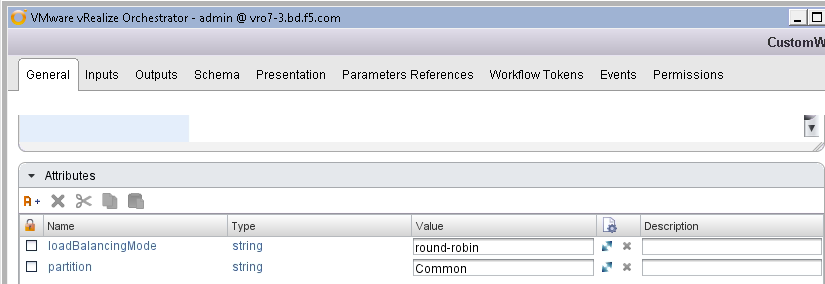 VMware vRealize Orchestrator - admin @ vro7-3.bd.f5.com
CustomW
General Inputs Outputs Schema Presentation Parameters References Workflow Tokens Events Permissions
Attributes
A+
Name Type Value Description
loadBalancingMode string round-robin
partition string Common